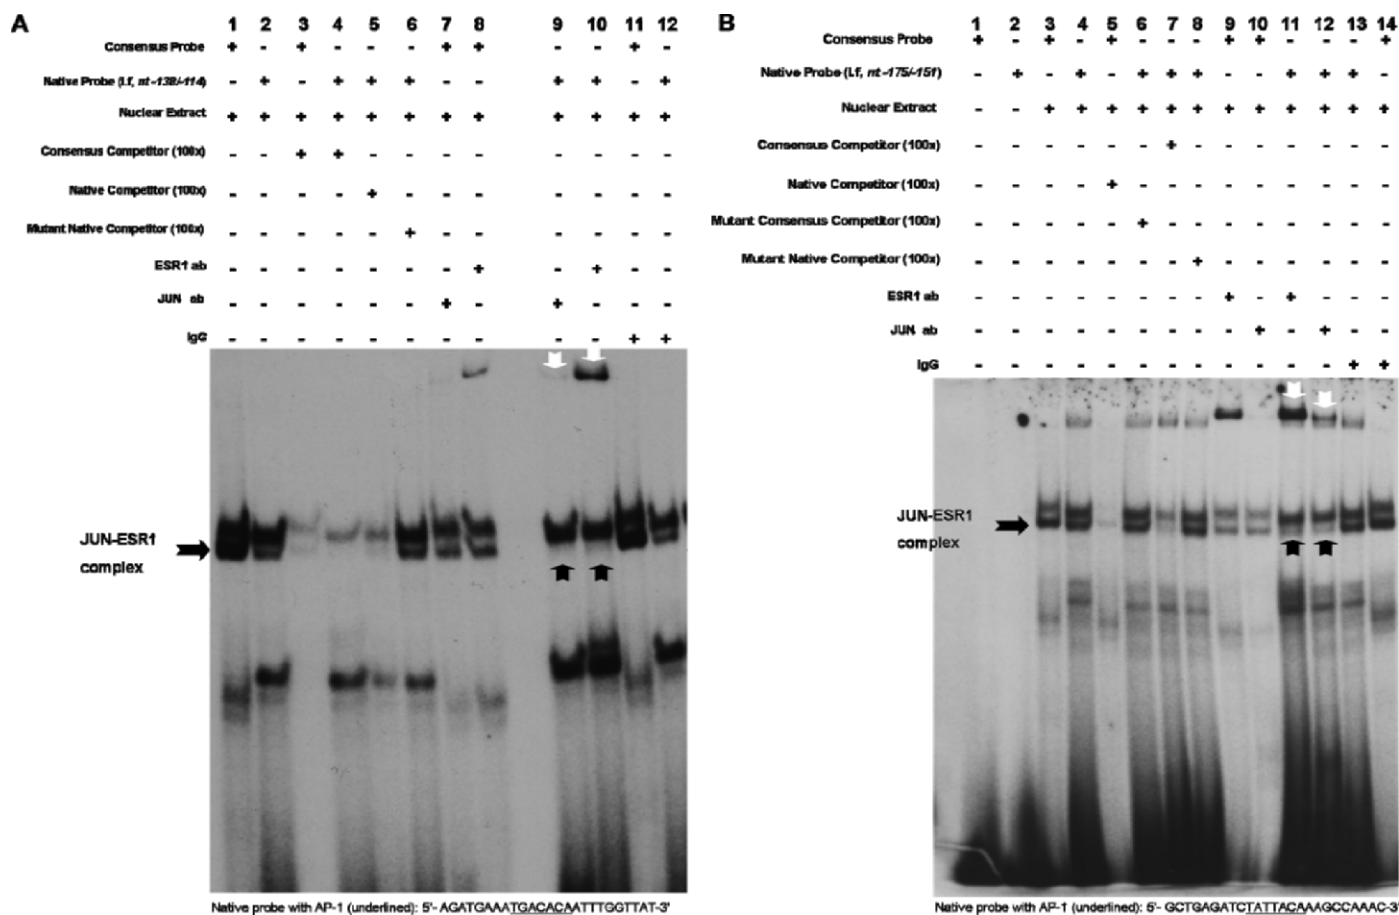 A
1 2 3 4 5 6 7 8 9 10 11 12
Consensus Probe + - + - - - + + - - + -
Native Probe (Lf, nt -138/-114) - + - + + + - - + + - +
Nuclear Extract + + + + + + + + + + + +
Consensus Competitor (100x) - - + + - - - - - - - -
Native Competitor (100x) - - - - + - - - - - - -
Mutant Native Competitor (100x) - - - - - + - - - - - -
ESR1 ab - - - - - - - + - + - -
JUN ab - - - - - - + - + - - -
IgG - - - - - - - - - - + +
JUN-ESR1
complex
Native probe with AP-1 (underlined): 5'- AGATGAAATGACACAATTTGGTTAT-3'
B
1 2 3 4 5 6 7 8 9 10 11 12 13 14
Consensus Probe + - + - + - - - + + - - - +
Native Probe (Lf, nt -175/-151) - + - + - + + + - - + + + -
Nuclear Extract - - + + + + + + + + + + + +
Consensus Competitor (100x) - - - - - - + - - - - - - -
Native Competitor (100x) - - - - + - - - - - - - - -
Mutant Consensus Competitor (100x) - - - - - + - - - - - - - -
Mutant Native Competitor (100x) - - - - - - - + - - - - - -
ESR1 ab - - - - - - - - + - + - - -
JUN ab - - - - - - - - - + - + - -
IgG - - - - - - - - - - - - + +
JUN-ESR1
complex
Native probe with AP-1 (underlined): 5'- GCTGAGATCTATTACAAAGCCAAAC-3